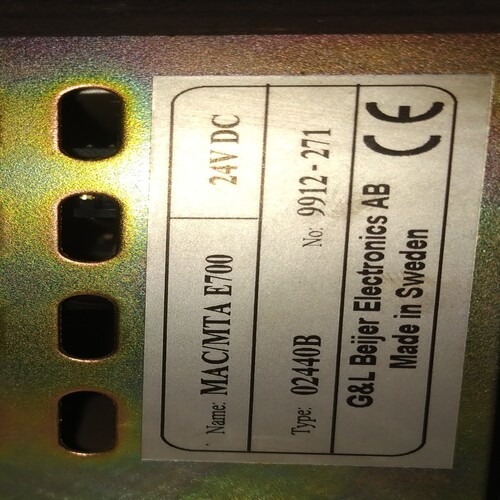 Name: MAC/MTA E700 24V DC
Type: 02440B No: 9912-271
G&L Beijer Electronics AB CE
Made in Sweden